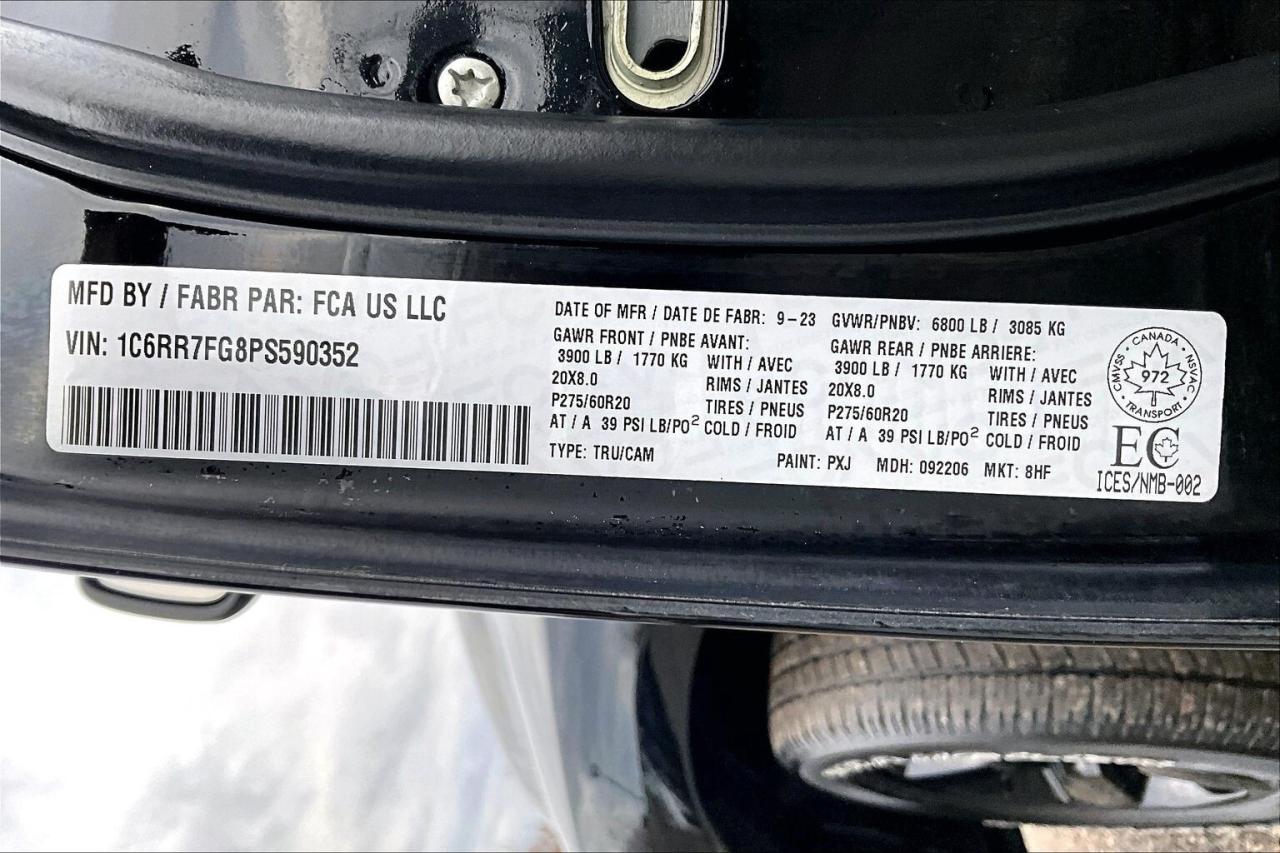 MFD BY / FABR PAR: FCA US LLC
VIN: 1C6RR7FG8PS590352
DATE OF MFR / DATE DE FABR: 9-23
GVWR/PNBV: 6800 LB / 3085 KG
GAWR FRONT / PNBE AVANT:
3900 LB / 1770 KG WITH / AVEC
20X8.0 RIMS / JANTES
P275/60R20 TIRES / PNEUS
AT / A 39 PSI LB/PO² COLD / FROID
GAWR REAR / PNBE ARRIERE:
3900 LB / 1770 KG WITH / AVEC
20X8.0 RIMS / JANTES
P275/60R20 TIRES / PNEUS
AT / A 39 PSI LB/PO² COLD / FROID
TYPE: TRU/CAM PAINT: PXJ MDH: 092206 MKT: 8HF
CMVSS · CANADA · NSVAC · TRANSPORT ·
972
EC
ICES/NMB-002